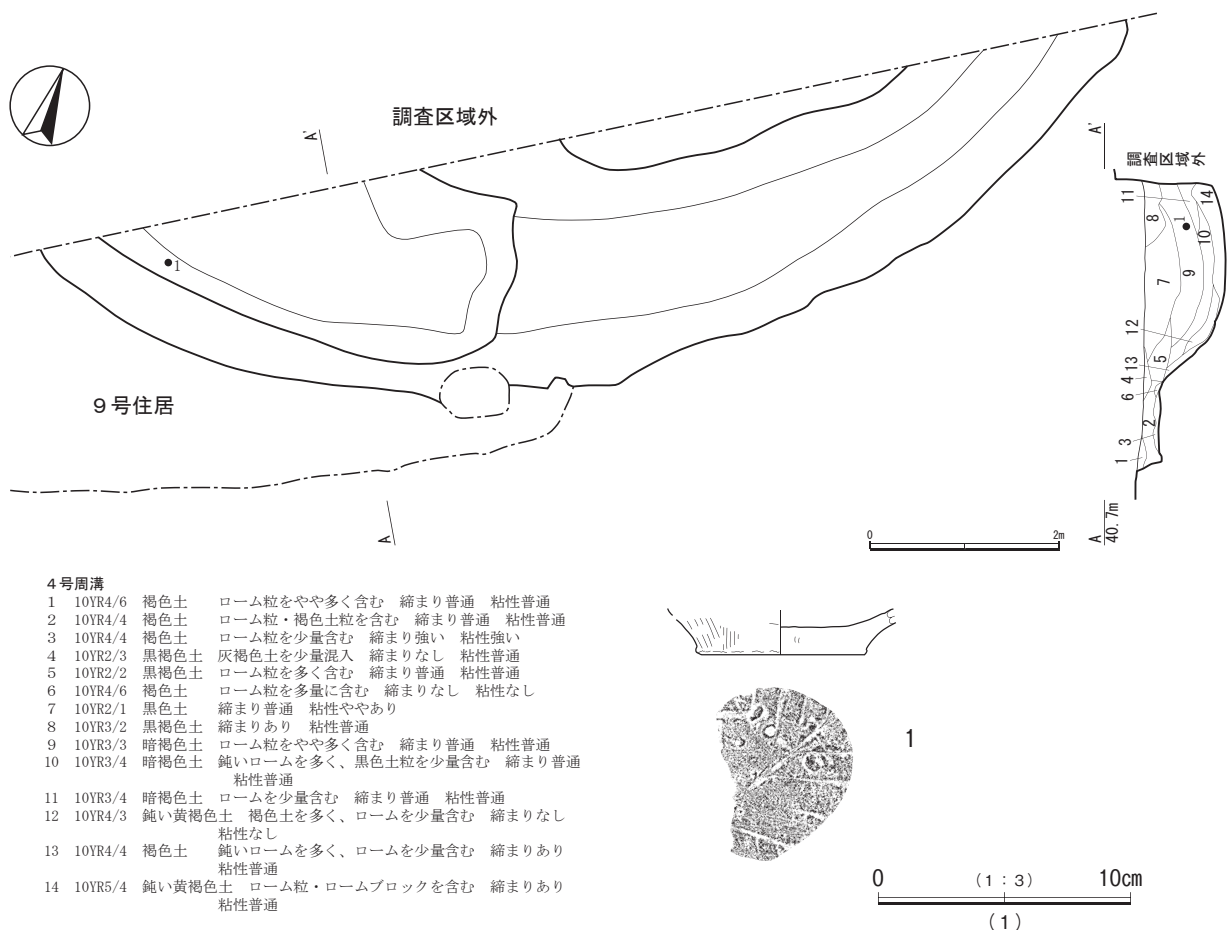 調査区域外
A'
A'
調査区域外
11
14
8
1
10
1
7
9
9号住居
12
13
5
4
6
2
3
1
A
A
40.7m
0
2m
4号周溝
1 10YR4/6 褐色土 ローム粒をやや多く含む 締まり普通 粘性普通
2 10YR4/4 褐色土 ローム粒・褐色土粒を含む 締まり普通 粘性普通
3 10YR4/4 褐色土 ローム粒を少量含む 締まり強い 粘性強い
4 10YR2/3 黒褐色土 灰褐色土を少量混入 締まりなし 粘性普通
5 10YR2/2 黒褐色土 ローム粒を多く含む 締まり普通 粘性普通
6 10YR4/6 褐色土 ローム粒を多量に含む 締まりなし 粘性なし
7 10YR2/1 黒色土 締まり普通 粘性ややあり
8 10YR3/2 黒褐色土 締まりあり 粘性普通
9 10YR3/3 暗褐色土 ローム粒をやや多く含む 締まり普通 粘性普通
10 10YR3/4 暗褐色土 鈍いロームを多く、黒色土粒を少量含む 締まり普通
粘性普通
11 10YR3/4 暗褐色土 ロームを少量含む 締まり普通 粘性普通
12 10YR4/3 鈍い黄褐色土 褐色土を多く、ロームを少量含む 締まりなし
粘性なし
13 10YR4/4 褐色土 鈍いロームを多く、ロームを少量含む 締まりあり
粘性普通
14 10YR5/4 鈍い黄褐色土 ローム粒・ロームブロックを含む 締まりあり
粘性普通
1
0
(1:3)
10cm
(1)